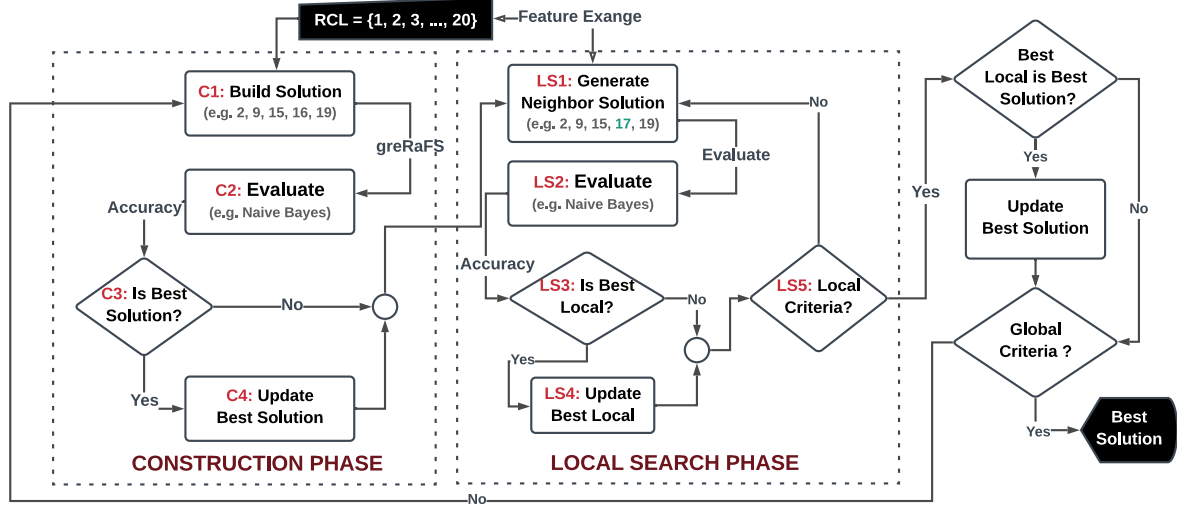 RCL = {1, 2, 3, ..., 20}
Feature Exange
C1: Build Solution
(e.g. 2, 9, 15, 16, 19)
greRaFS
C2: Evaluate
(e.g. Naive Bayes)
Accuracy
C3: Is Best
Solution?
No
Yes
C4: Update
Best Solution
CONSTRUCTION PHASE
LS1: Generate
Neighbor Solution
(e.g. 2, 9, 15, 17, 19)
Evaluate
LS2: Evaluate
(e.g. Naive Bayes)
Accuracy
LS3: Is Best
Local?
No
Yes
LS4: Update
Best Local
LS5: Local
Criteria?
No
Yes
LOCAL SEARCH PHASE
Best
Local is Best
Solution?
Yes
No
Update
Best Solution
Global
Criteria ?
Yes
Best
Solution
No